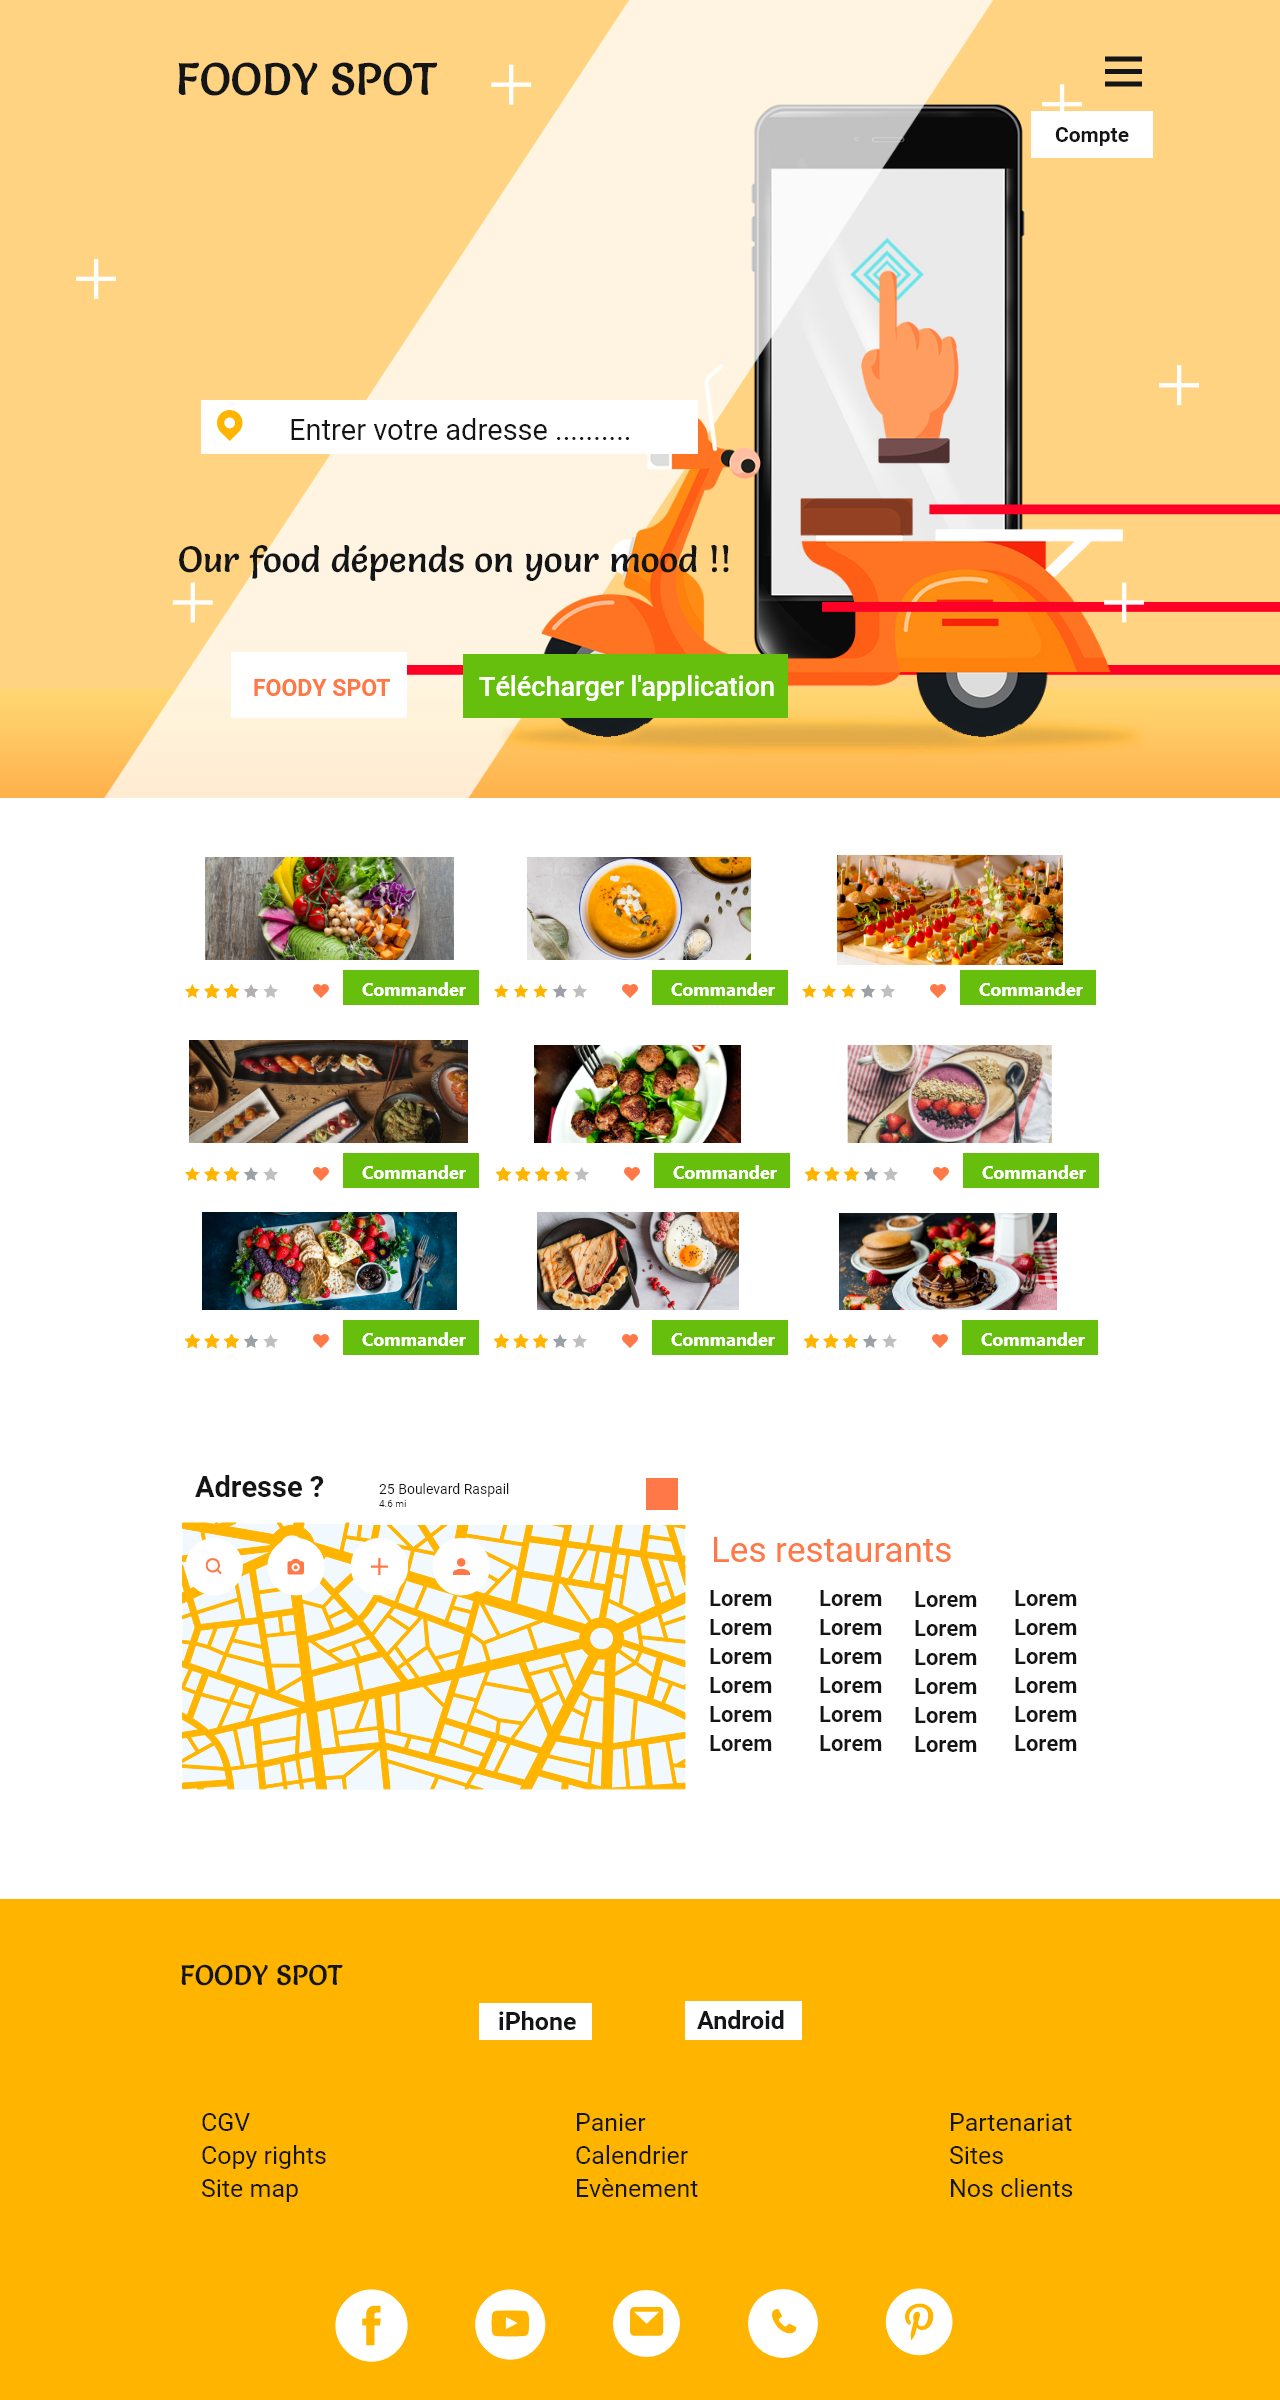 FOODY SPOT
Compte
Entrer votre adresse ..........
Our food dépends on your mood !!
FOODY SPOT
Télécharger l'application
Commander
Commander
Commander
Commander
Commander
Commander
Commander
Commander
Commander
Adresse ?
25 Boulevard Raspail
4.6 mi
Les restaurants
Lorem Lorem Lorem Lorem
Lorem Lorem Lorem Lorem
Lorem Lorem Lorem Lorem
Lorem Lorem Lorem Lorem
Lorem Lorem Lorem Lorem
Lorem Lorem Lorem Lorem
FOODY SPOT
iPhone
Android
CGV
Copy rights
Site map
Panier
Calendrier
Evènement
Partenariat
Sites
Nos clients